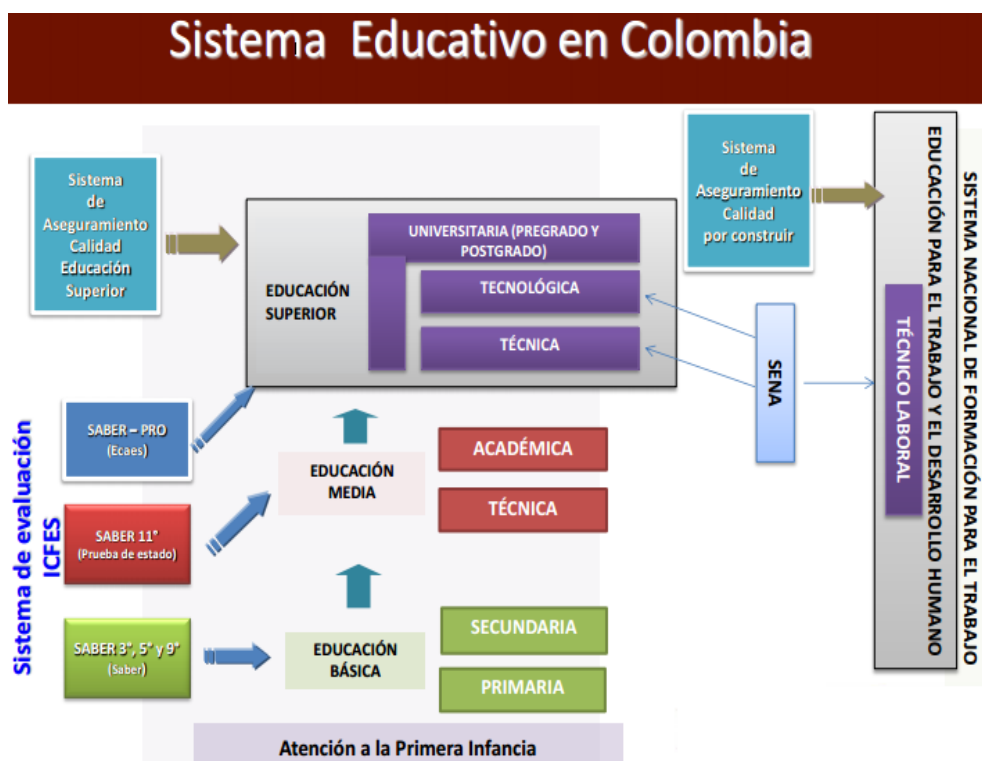 Sistema Educativo en Colombia
Sistema
de
Aseguramiento
Calidad
Educación
Superior
EDUCACIÓN
SUPERIOR
UNIVERSITARIA (PREGRADO Y
POSTGRADO)
TECNOLÓGICA
TÉCNICA
Sistema
de
Aseguramiento
Calidad
por construir
SENA
TÉCNICO LABORAL
EDUCACIÓN PARA EL TRABAJO Y EL DESARROLLO HUMANO
SISTEMA NACIONAL DE FORMACIÓN PARA EL TRABAJO
Sistema de evaluación
ICFES
SABER – PRO
(Ecaes)
EDUCACIÓN
MEDIA
ACADÉMICA
TÉCNICA
SABER 11°
(Prueba de estado)
SABER 3°, 5° y 9°
(Saber)
EDUCACIÓN
BÁSICA
SECUNDARIA
PRIMARIA
Atención a la Primera Infancia